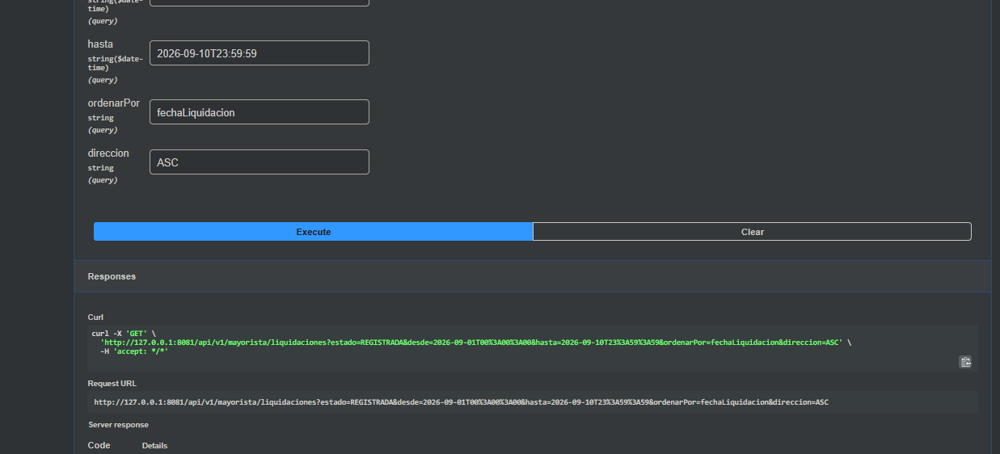 string($date-
time)
(query)
hasta
string($date-
time)
(query)
2026-09-10T23:59:59
ordenarPor
string
(query)
fechaLiquidacion
direccion
string
(query)
ASC
Execute
Clear
Responses
Curl
curl -X 'GET' \
'http://127.0.0.1:8081/api/v1/mayorista/liquidaciones?estado=REGISTRADA&desde=2026-09-01T00%3A00%3A00&hasta=2026-09-10T23%3A59%3A59&ordenarPor=fechaLiquidacion&direccion=ASC' \
-H 'accept: */*'
Request URL
http://127.0.0.1:8081/api/v1/mayorista/liquidaciones?estado=REGISTRADA&desde=2026-09-01T00%3A00%3A00&hasta=2026-09-10T23%3A59%3A59&ordenarPor=fechaLiquidacion&direccion=ASC
Server response
Code
Details